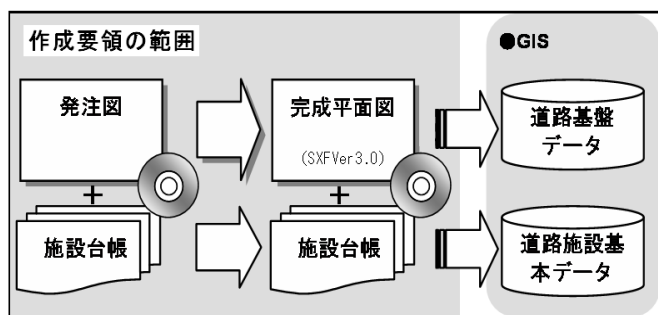 作成要領の範囲
●GIS
発注図
完成平面図
(SXFVer3.0)
道路基盤
データ
+
+
施設台帳
施設台帳
道路施設基
本データ